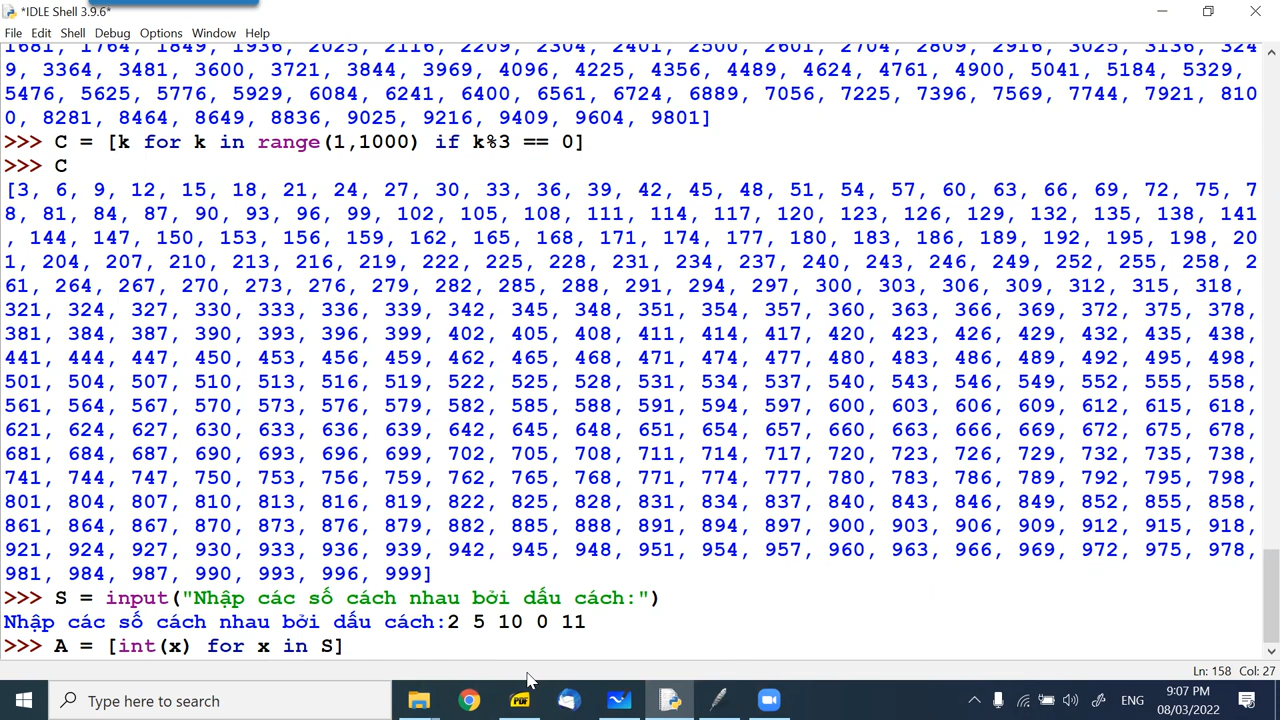 *IDLE Shell 3.9.6*
File Edit Shell Debug Options Window Help
1681, 1764, 1849, 1936, 2025, 2116, 2209, 2304, 2401, 2500, 2601, 2704, 2809, 2916, 3025, 3136, 324
9, 3364, 3481, 3600, 3721, 3844, 3969, 4096, 4225, 4356, 4489, 4624, 4761, 4900, 5041, 5184, 5329,
5476, 5625, 5776, 5929, 6084, 6241, 6400, 6561, 6724, 6889, 7056, 7225, 7396, 7569, 7744, 7921, 810
0, 8281, 8464, 8649, 8836, 9025, 9216, 9409, 9604, 9801]
>>> C = [k for k in range(1,1000) if k%3 == 0]
>>> C
[3, 6, 9, 12, 15, 18, 21, 24, 27, 30, 33, 36, 39, 42, 45, 48, 51, 54, 57, 60, 63, 66, 69, 72, 75, 7
8, 81, 84, 87, 90, 93, 96, 99, 102, 105, 108, 111, 114, 117, 120, 123, 126, 129, 132, 135, 138, 141
, 144, 147, 150, 153, 156, 159, 162, 165, 168, 171, 174, 177, 180, 183, 186, 189, 192, 195, 198, 20
1, 204, 207, 210, 213, 216, 219, 222, 225, 228, 231, 234, 237, 240, 243, 246, 249, 252, 255, 258, 2
61, 264, 267, 270, 273, 276, 279, 282, 285, 288, 291, 294, 297, 300, 303, 306, 309, 312, 315, 318,
321, 324, 327, 330, 333, 336, 339, 342, 345, 348, 351, 354, 357, 360, 363, 366, 369, 372, 375, 378,
381, 384, 387, 390, 393, 396, 399, 402, 405, 408, 411, 414, 417, 420, 423, 426, 429, 432, 435, 438,
441, 444, 447, 450, 453, 456, 459, 462, 465, 468, 471, 474, 477, 480, 483, 486, 489, 492, 495, 498,
501, 504, 507, 510, 513, 516, 519, 522, 525, 528, 531, 534, 537, 540, 543, 546, 549, 552, 555, 558,
561, 564, 567, 570, 573, 576, 579, 582, 585, 588, 591, 594, 597, 600, 603, 606, 609, 612, 615, 618,
621, 624, 627, 630, 633, 636, 639, 642, 645, 648, 651, 654, 657, 660, 663, 666, 669, 672, 675, 678,
681, 684, 687, 690, 693, 696, 699, 702, 705, 708, 711, 714, 717, 720, 723, 726, 729, 732, 735, 738,
741, 744, 747, 750, 753, 756, 759, 762, 765, 768, 771, 774, 777, 780, 783, 786, 789, 792, 795, 798,
801, 804, 807, 810, 813, 816, 819, 822, 825, 828, 831, 834, 837, 840, 843, 846, 849, 852, 855, 858,
861, 864, 867, 870, 873, 876, 879, 882, 885, 888, 891, 894, 897, 900, 903, 906, 909, 912, 915, 918,
921, 924, 927, 930, 933, 936, 939, 942, 945, 948, 951, 954, 957, 960, 963, 966, 969, 972, 975, 978,
981, 984, 987, 990, 993, 996, 999]
>>> S = input("Nhập các số cách nhau bởi dấu cách:")
Nhập các số cách nhau bởi dấu cách:2 5 10 0 11
>>> A = [int(x) for x in S]
Ln: 158 Col: 27
Type here to search
PDF
ENG
9:07 PM
08/03/2022